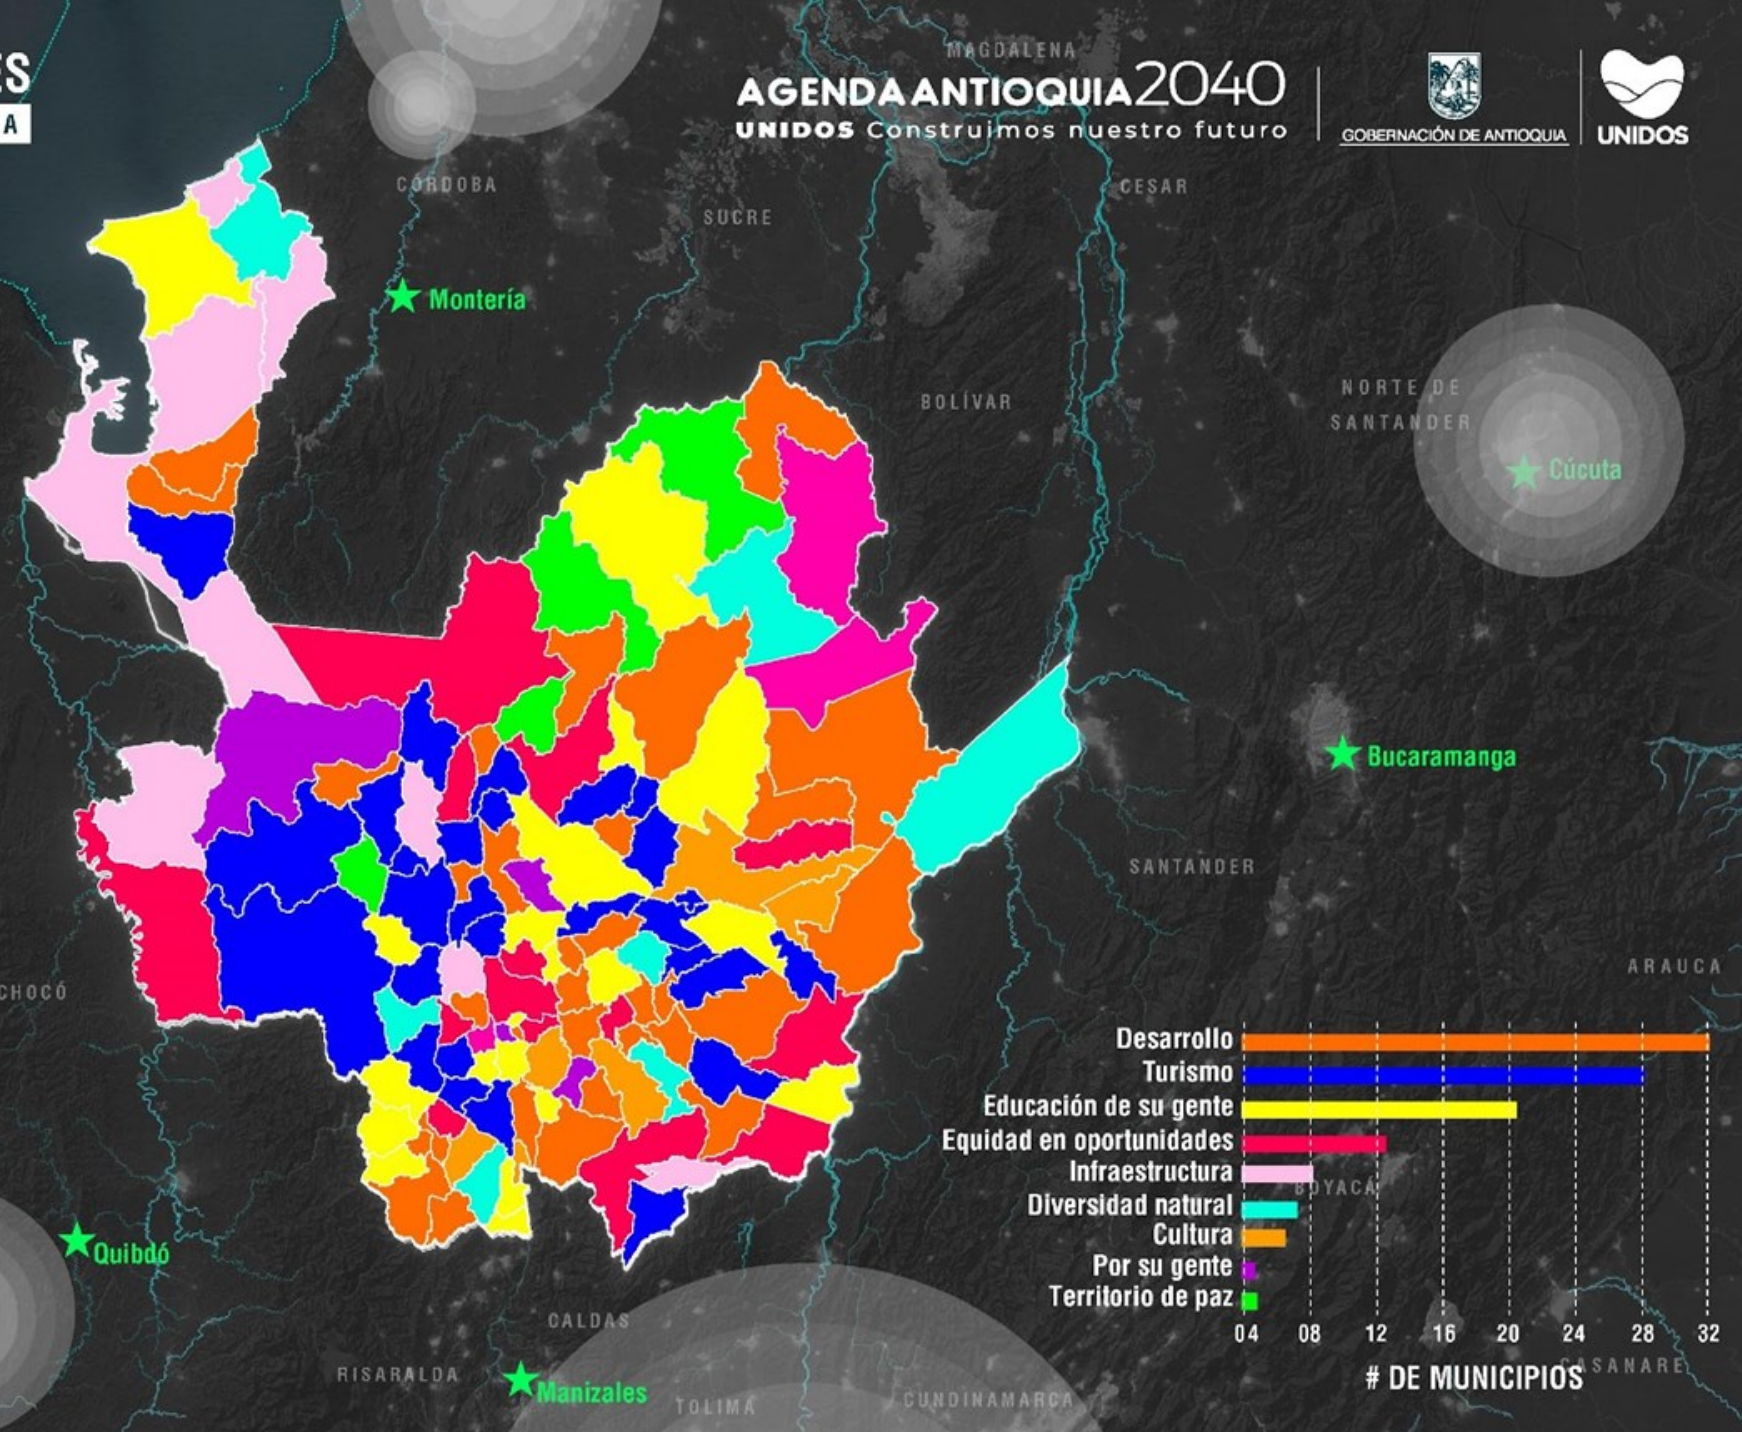 ES
A
MAGDALENA
AGENDA ANTIOQUIA 2040
UNIDOS Construimos nuestro futuro
GOBERNACIÓN DE ANTIOQUIA
UNIDOS
CÓRDOBA
SUCRE
CESAR
Montería
BOLÍVAR
NORTE DE
SANTANDER
Cúcuta
Bucaramanga
SANTANDER
ARAUCA
CHOCÓ
Desarrollo
Turismo
Educación de su gente
Equidad en oportunidades
Infraestructura
BOYACÁ
Diversidad natural
Cultura
Por su gente
Territorio de paz
04 08 12 16 20 24 28 32
# DE MUNICIPIOS
CASANARE
Quibdó
CALDAS
RISARALDA
Manizales
TOLIMA
CUNDINAMARCA